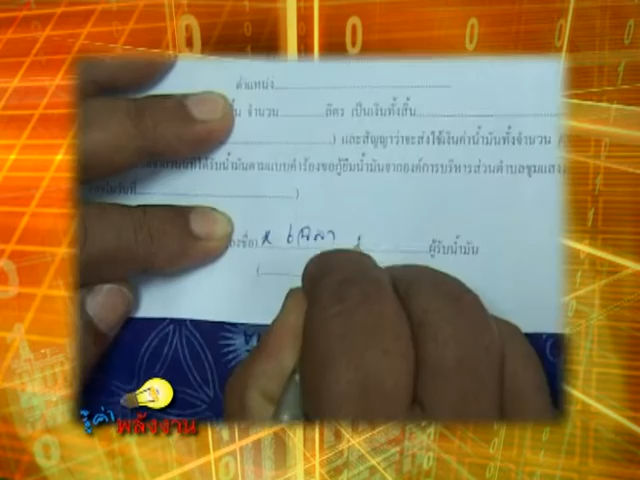 ตำแหน่ง
จำนวน ลิตร เป็นเงินทั้งสิ้น
) และสัญญาว่าจะส่งใช้เงินค่าน้ำมันทั้งจำนวน
ที่ได้รับน้ำมันตามแบบคำร้องขอกู้ยืมน้ำมันจากองค์การบริหารส่วนตำบลชุมแสง
)
ผู้รับน้ำมัน
(
รู้ค่า
พลังงาน